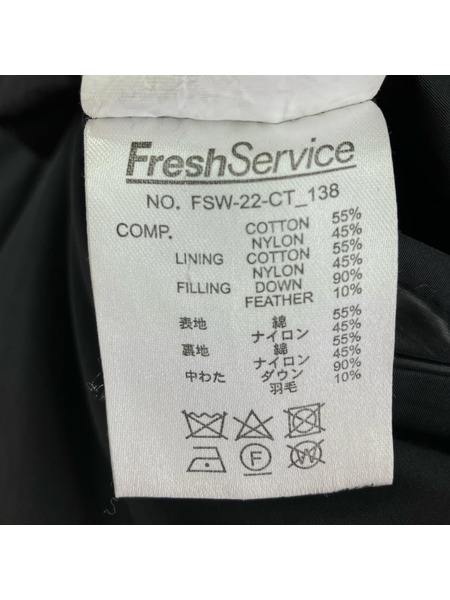 FreshService
NO. FSW-22-CT_138
COMP. COTTON 55%
NYLON 45%
LINING COTTON 55%
NYLON 45%
FILLING DOWN 90%
FEATHER 10%
表地 綿 55%
ナイロン 45%
裏地 綿 55%
ナイロン 45%
中わた ダウン 90%
羽毛 10%
F W